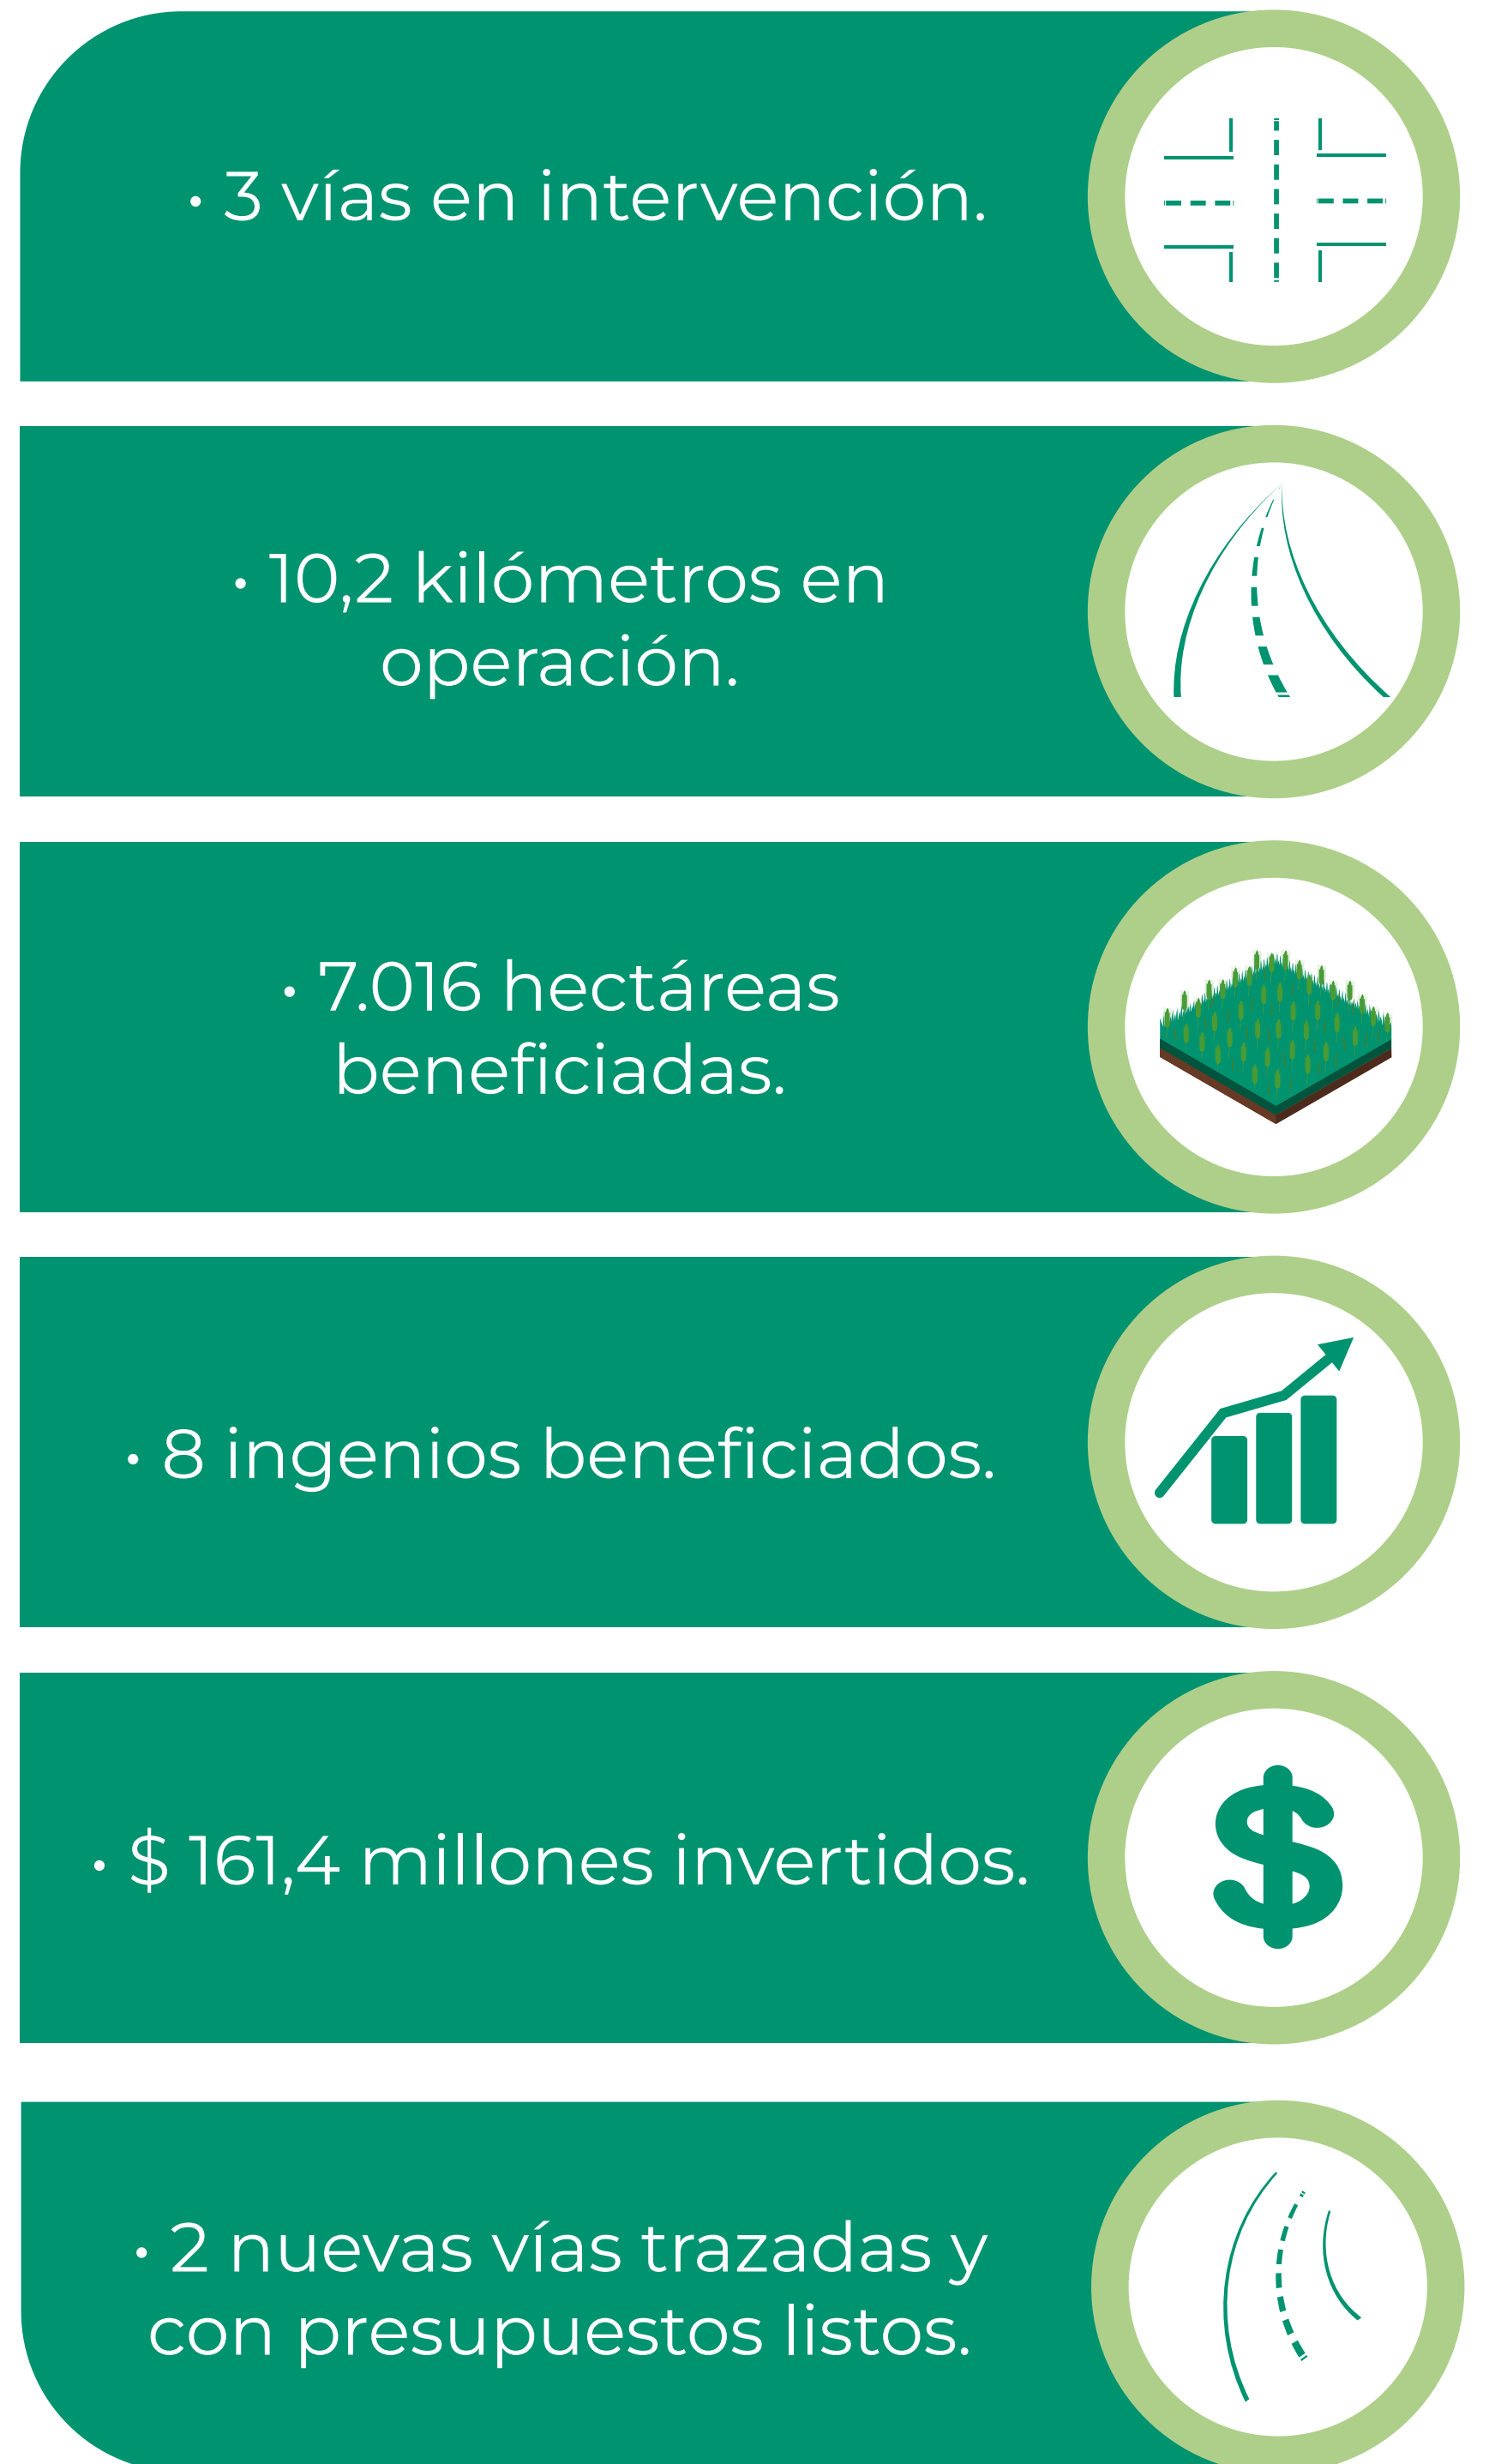 • 3 vías en intervención.
• 10,2 kilómetros en
operación.
• 7.016 hectáreas
beneficiadas.
• 8 ingenios beneficiados.
• $ 161,4 millones invertidos.
• 2 nuevas vías trazadas y
con presupuestos listos.